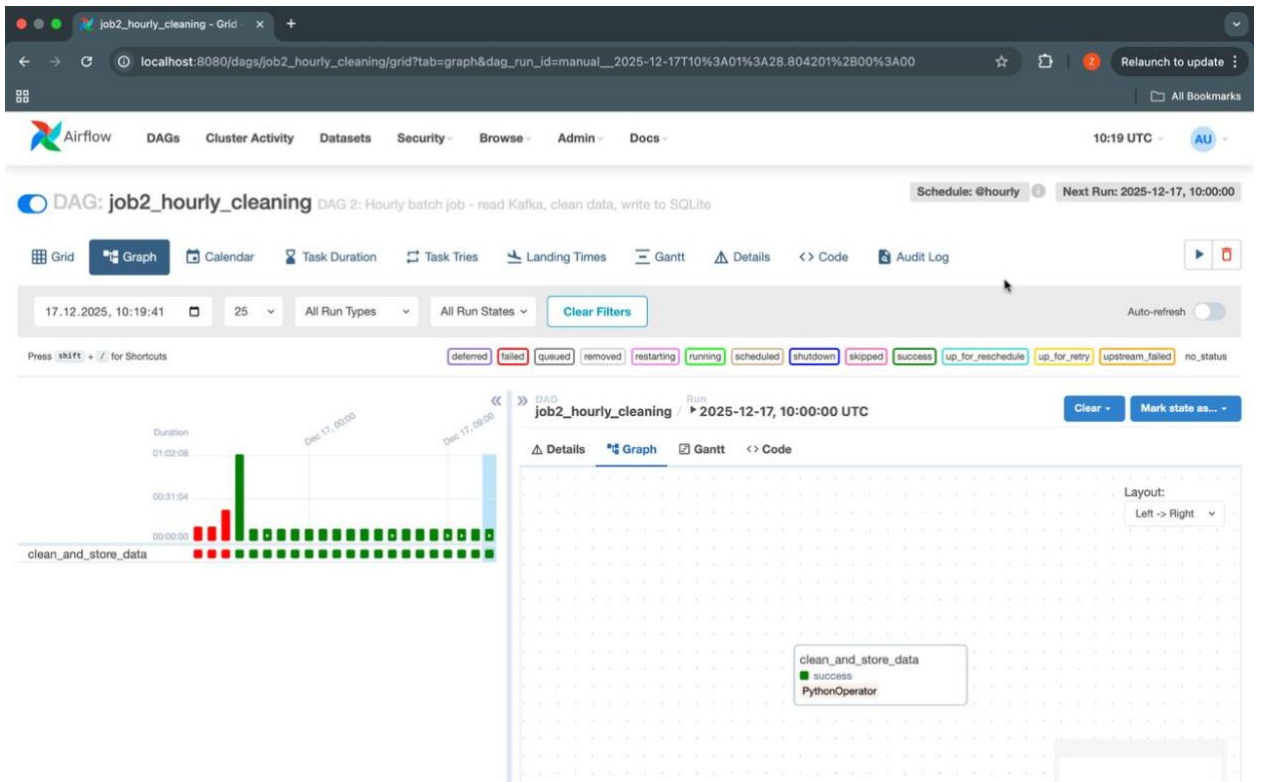 job2_hourly_cleaning - Grid -
localhost:8080/dags/job2_hourly_cleaning/grid?tab=graph&dag_run_id=manual__2025-12-17T10%3A01%3A28.804201%2B00%3A00
Z
Relaunch to update
All Bookmarks
Airflow DAGs Cluster Activity Datasets Security Browse Admin Docs 10:19 UTC AU
DAG: job2_hourly_cleaning DAG 2: Hourly batch job - read Kafka, clean data, write to SQLite
Schedule: @hourly Next Run: 2025-12-17, 10:00:00
Grid Graph Calendar Task Duration Task Tries Landing Times Gantt Details <> Code Audit Log
17.12.2025, 10:19:41 25 All Run Types All Run States Clear Filters Auto-refresh
Press shift + / for Shortcuts
deferred failed queued removed restarting running scheduled shutdown skipped success up_for_reschedule up_for_retry upstream_failed no_status
Duration
01:02:08
00:31:04
00:00:00
Dec 17, 00:00
Dec 17, 09:00
clean_and_store_data
DAG
job2_hourly_cleaning /
Run
2025-12-17, 10:00:00 UTC
Clear Mark state as...
Details Graph Gantt <> Code
Layout:
Left -> Right
clean_and_store_data
success
PythonOperator